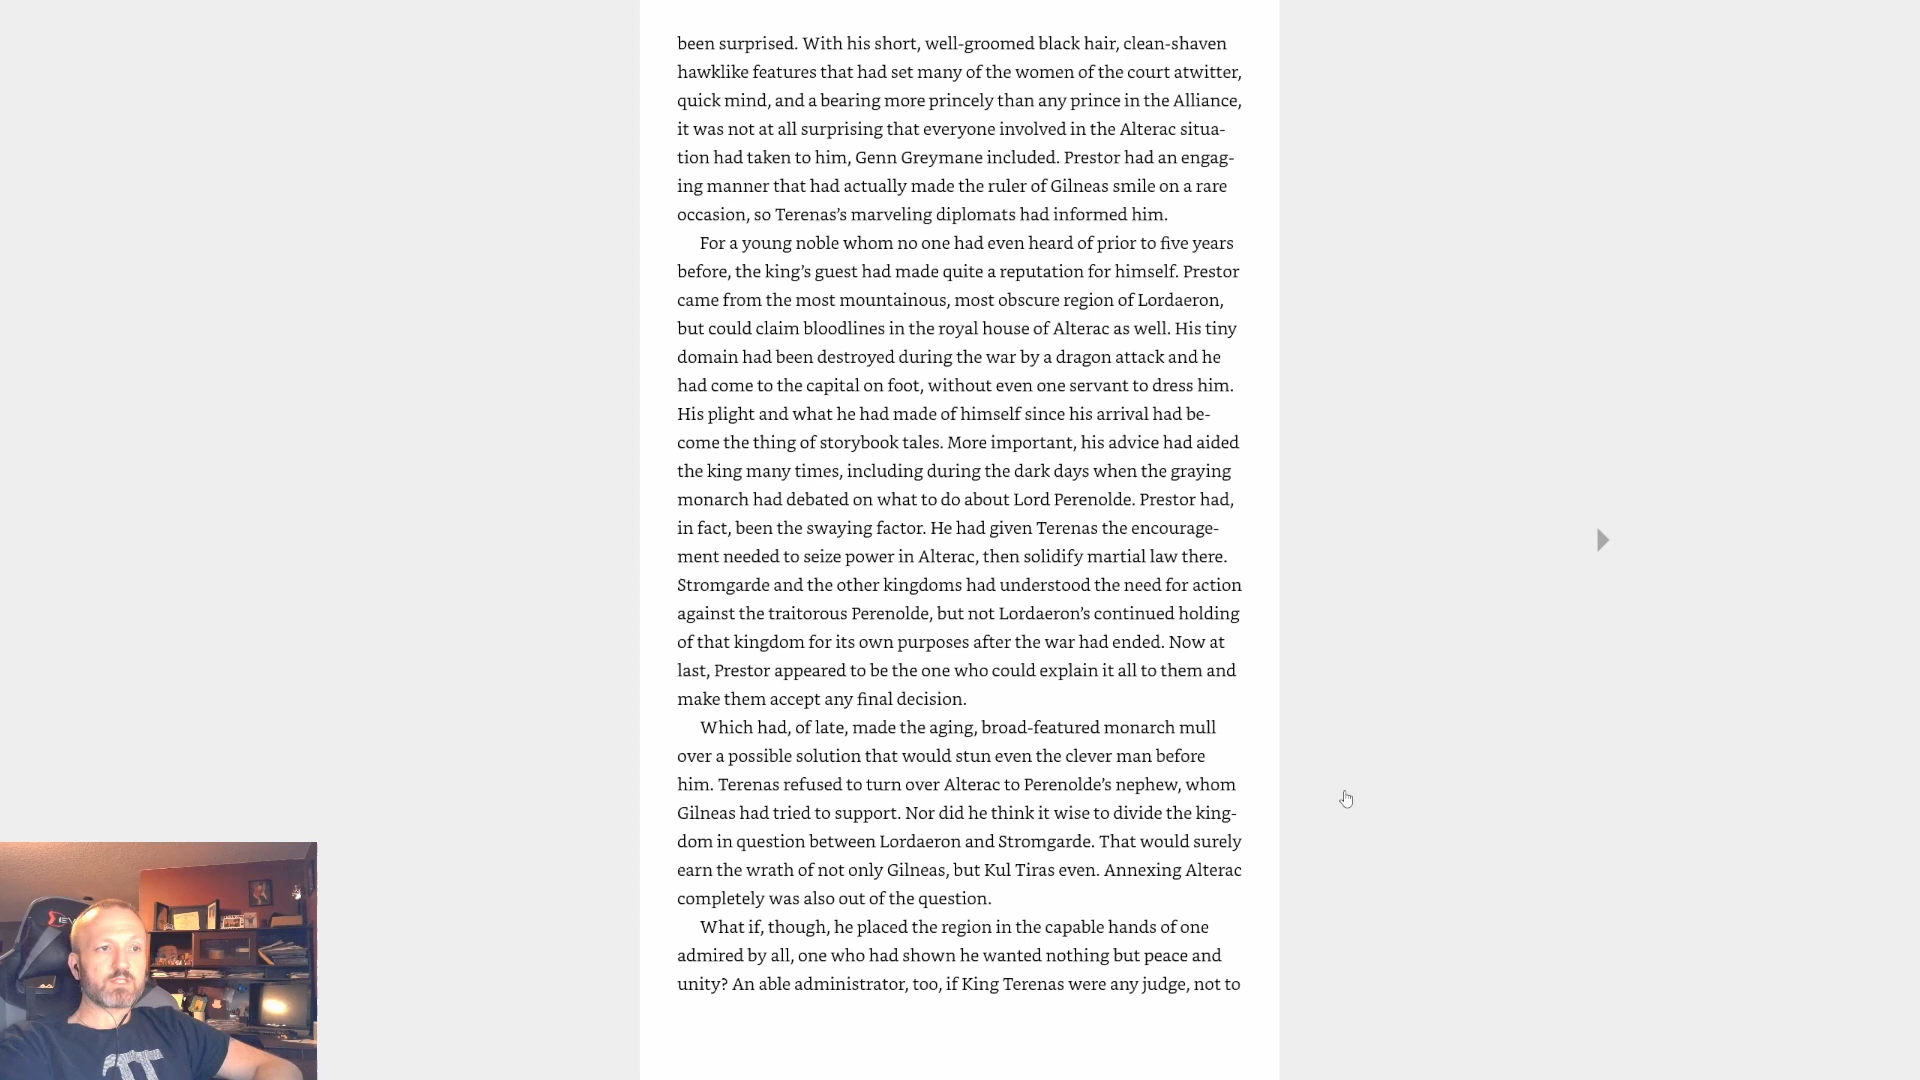 been surprised. With his short, well-groomed black hair, clean-shaven
hawklike features that had set many of the women of the court atwitter,
quick mind, and a bearing more princely than any prince in the Alliance,
it was not at all surprising that everyone involved in the Alterac situa-
tion had taken to him, Genn Greymane included. Prestor had an engag-
ing manner that had actually made the ruler of Gilneas smile on a rare
occasion, so Terenas’s marveling diplomats had informed him.
For a young noble whom no one had even heard of prior to five years
before, the king’s guest had made quite a reputation for himself. Prestor
came from the most mountainous, most obscure region of Lordaeron,
but could claim bloodlines in the royal house of Alterac as well. His tiny
domain had been destroyed during the war by a dragon attack and he
had come to the capital on foot, without even one servant to dress him.
His plight and what he had made of himself since his arrival had be-
come the thing of storybook tales. More important, his advice had aided
the king many times, including during the dark days when the graying
monarch had debated on what to do about Lord Perenolde. Prestor had,
in fact, been the swaying factor. He had given Terenas the encourage-
ment needed to seize power in Alterac, then solidify martial law there.
Stromgarde and the other kingdoms had understood the need for action
against the traitorous Perenolde, but not Lordaeron’s continued holding
of that kingdom for its own purposes after the war had ended. Now at
last, Prestor appeared to be the one who could explain it all to them and
make them accept any final decision.
Which had, of late, made the aging, broad-featured monarch mull
over a possible solution that would stun even the clever man before
him. Terenas refused to turn over Alterac to Perenolde’s nephew, whom
Gilneas had tried to support. Nor did he think it wise to divide the king-
dom in question between Lordaeron and Stromgarde. That would surely
earn the wrath of not only Gilneas, but Kul Tiras even. Annexing Alterac
completely was also out of the question.
What if, though, he placed the region in the capable hands of one
admired by all, one who had shown he wanted nothing but peace and
unity? An able administrator, too, if King Terenas were any judge, not to